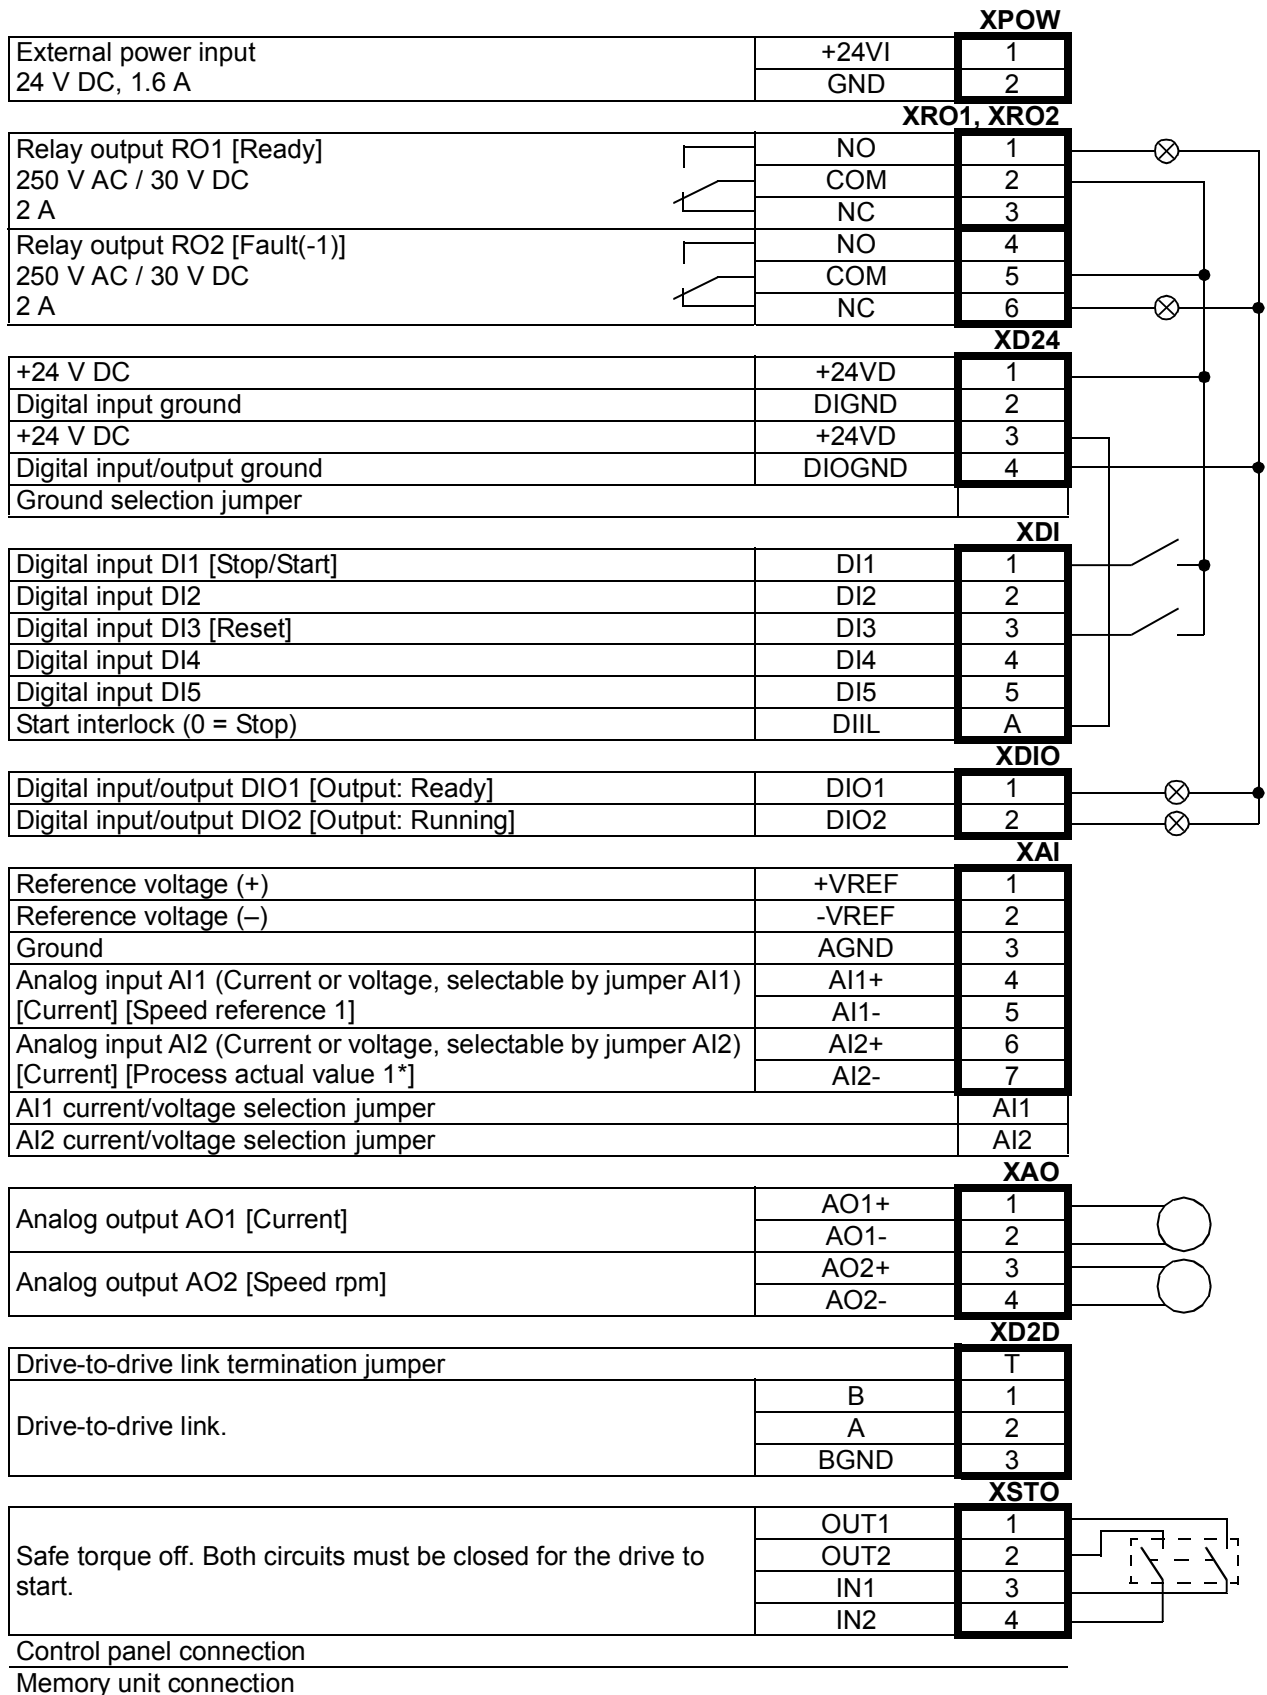 XPOW
External power input +24VI 1
24 V DC, 1.6 A GND 2
XRO1, XRO2
Relay output RO1 [Ready] NO 1
250 V AC / 30 V DC COM 2
2 A NC 3
Relay output RO2 [Fault(-1)] NO 4
250 V AC / 30 V DC COM 5
2 A NC 6
XD24
+24 V DC +24VD 1
Digital input ground DIGND 2
+24 V DC +24VD 3
Digital input/output ground DIOGND 4
Ground selection jumper
XDI
Digital input DI1 [Stop/Start] DI1 1
Digital input DI2 DI2 2
Digital input DI3 [Reset] DI3 3
Digital input DI4 DI4 4
Digital input DI5 DI5 5
Start interlock (0 = Stop) DIIL A
XDIO
Digital input/output DIO1 [Output: Ready] DIO1 1
Digital input/output DIO2 [Output: Running] DIO2 2
XAI
Reference voltage (+) +VREF 1
Reference voltage (–) -VREF 2
Ground AGND 3
Analog input AI1 (Current or voltage, selectable by jumper AI1) AI1+ 4
[Current] [Speed reference 1] AI1- 5
Analog input AI2 (Current or voltage, selectable by jumper AI2) AI2+ 6
[Current] [Process actual value 1*] AI2- 7
AI1 current/voltage selection jumper AI1
AI2 current/voltage selection jumper AI2
XAO
Analog output AO1 [Current] AO1+ 1
AO1- 2
Analog output AO2 [Speed rpm] AO2+ 3
AO2- 4
XD2D
Drive-to-drive link termination jumper T
Drive-to-drive link. B 1
A 2
BGND 3
XSTO
OUT1 1
Safe torque off. Both circuits must be closed for the drive to OUT2 2
start. IN1 3
IN2 4
Control panel connection
Memory unit connection